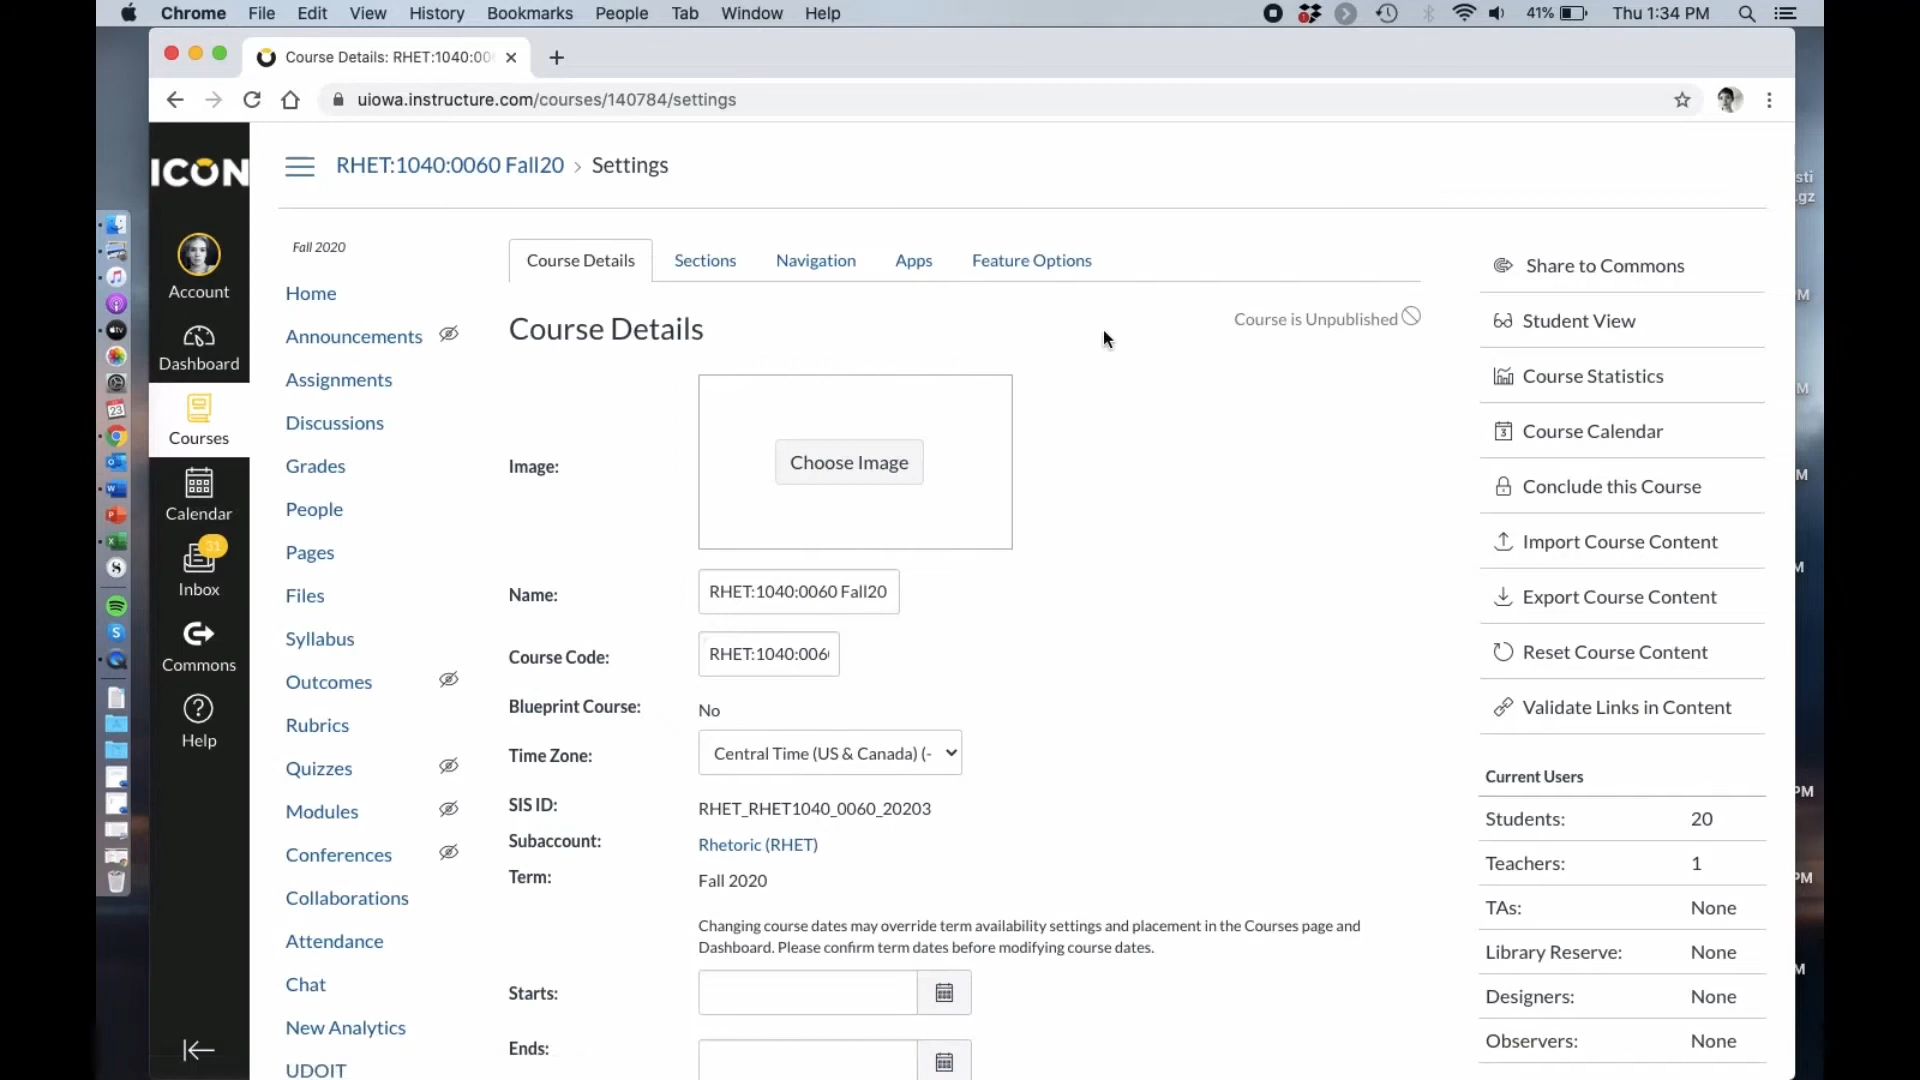 Chrome File Edit View History Bookmarks People Tab Window Help 41% Thu 1:34 PM
Course Details: RHET:1040:00
uiowa.instructure.com/courses/140784/settings
ICON
RHET:1040:0060 Fall20 › Settings
Fall 2020
Account
Dashboard
Courses
Calendar
31
Inbox
Commons
Help
Home
Announcements
Assignments
Discussions
Grades
People
Pages
Files
Syllabus
Outcomes
Rubrics
Quizzes
Modules
Conferences
Collaborations
Attendance
Chat
New Analytics
UDOIT
Course Details Sections Navigation Apps Feature Options
Course Details
Course is Unpublished
Image:
Choose Image
Name: RHET:1040:0060 Fall20
Course Code: RHET:1040:006
Blueprint Course: No
Time Zone: Central Time (US & Canada) (-
SIS ID: RHET_RHET1040_0060_20203
Subaccount: Rhetoric (RHET)
Term: Fall 2020
Changing course dates may override term availability settings and placement in the Courses page and
Dashboard. Please confirm term dates before modifying course dates.
Starts:
Ends:
Share to Commons
Student View
Course Statistics
3 Course Calendar
Conclude this Course
Import Course Content
Export Course Content
Reset Course Content
Validate Links in Content
Current Users
Students: 20
Teachers: 1
TAs: None
Library Reserve: None
Designers: None
Observers: None
sti
.gz
23